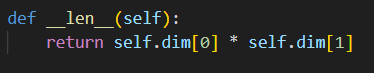 def __len__(self):
    return self.dim[0] * self.dim[1]